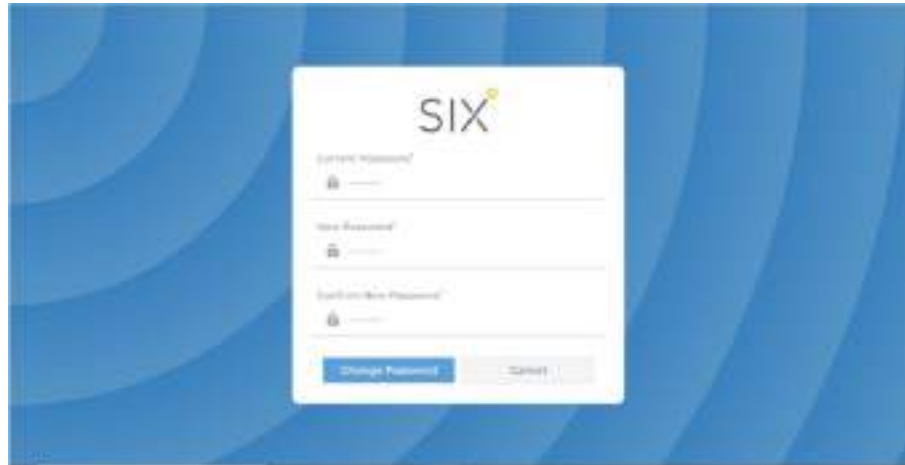 SIX°
Current Password*
New Password*
Confirm New Password*
Change Password
Cancel